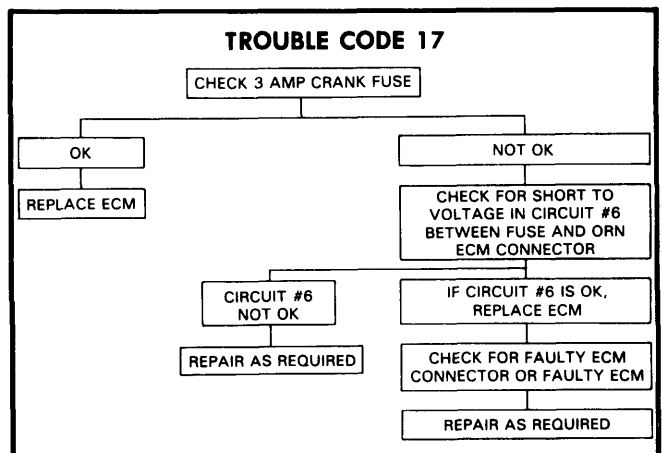 TROUBLE CODE 17
CHECK 3 AMP CRANK FUSE
OK
NOT OK
REPLACE ECM
CHECK FOR SHORT TO
VOLTAGE IN CIRCUIT #6
BETWEEN FUSE AND ORN
ECM CONNECTOR
CIRCUIT #6
NOT OK
IF CIRCUIT #6 IS OK,
REPLACE ECM
REPAIR AS REQUIRED
CHECK FOR FAULTY ECM
CONNECTOR OR FAULTY ECM
REPAIR AS REQUIRED